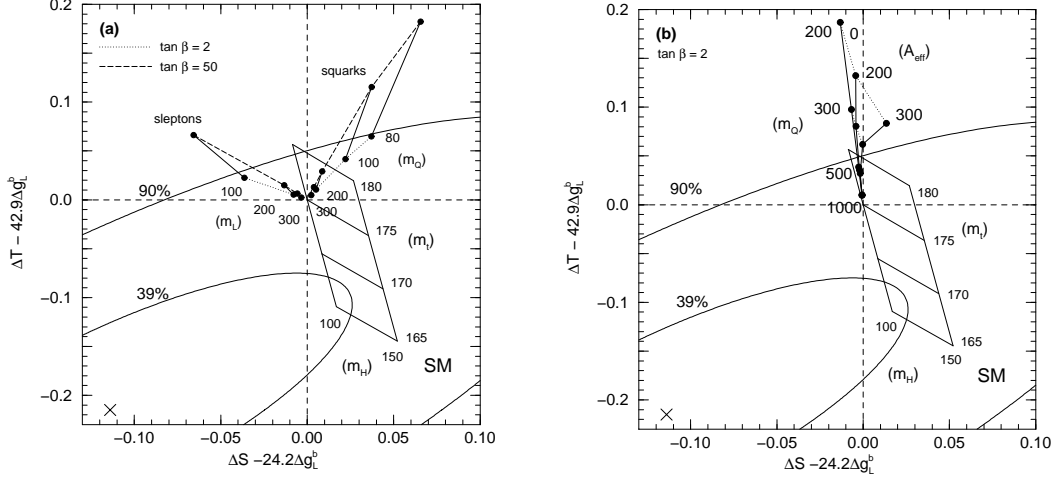 (a)
tan β = 2
tan β = 50
squarks
sleptons
80
(m_Q)
100
100
180
200
200
300
300
(m_L)
175
(m_t)
170
165
150
100
(m_H)
SM
90%
39%
0.2
0.1
0.0
−0.1
−0.2
−0.10
−0.05
0.00
0.05
0.10
ΔT − 42.9Δg_L^b
ΔS −24.2Δg_L^b
(b)
tan β = 2
200
0
(A_eff)
200
300
300
(m_Q)
500
1000
180
175
(m_t)
170
165
150
100
(m_H)
SM
90%
39%
0.2
0.1
0.0
−0.1
−0.2
−0.10
−0.05
0.00
0.05
0.10
ΔT − 42.9Δg_L^b
ΔS −24.2Δg_L^b